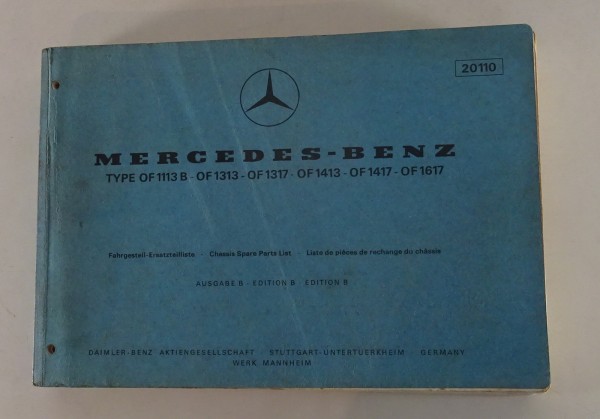 20110
MERCEDES-BENZ
TYPE OF 1113 B - OF 1313 - OF 1317 - OF 1413 - OF 1417 - OF 1617
Fahrgestell-Ersatzteilliste · Chassis Spare Parts List · Liste de pièces de rechange du châssis
AUSGABE B - EDITION B - EDITION B
DAIMLER-BENZ AKTIENGESELLSCHAFT · STUTTGART-UNTERTUERKHEIM · GERMANY
WERK MANNHEIM